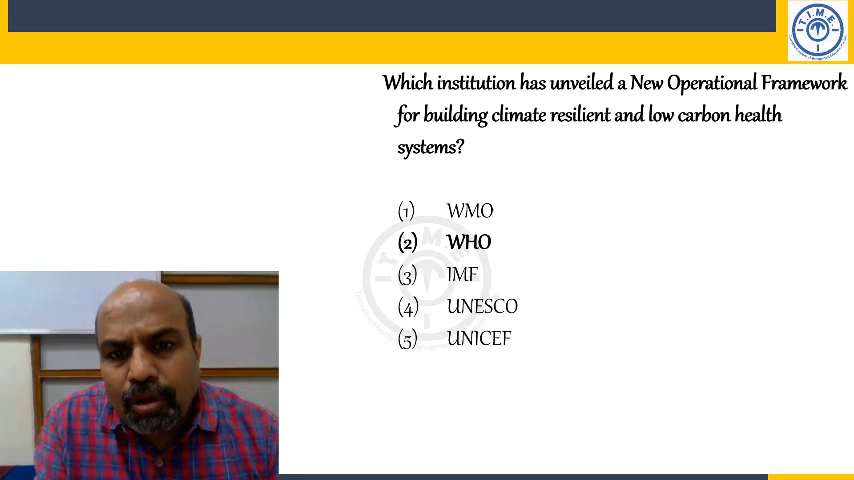 T.I.M.E.
Which institution has unveiled a New Operational Framework
for building climate resilient and low carbon health
systems?
(1) WMO
(2) WHO
(3) IMF
(4) UNESCO
(5) UNICEF